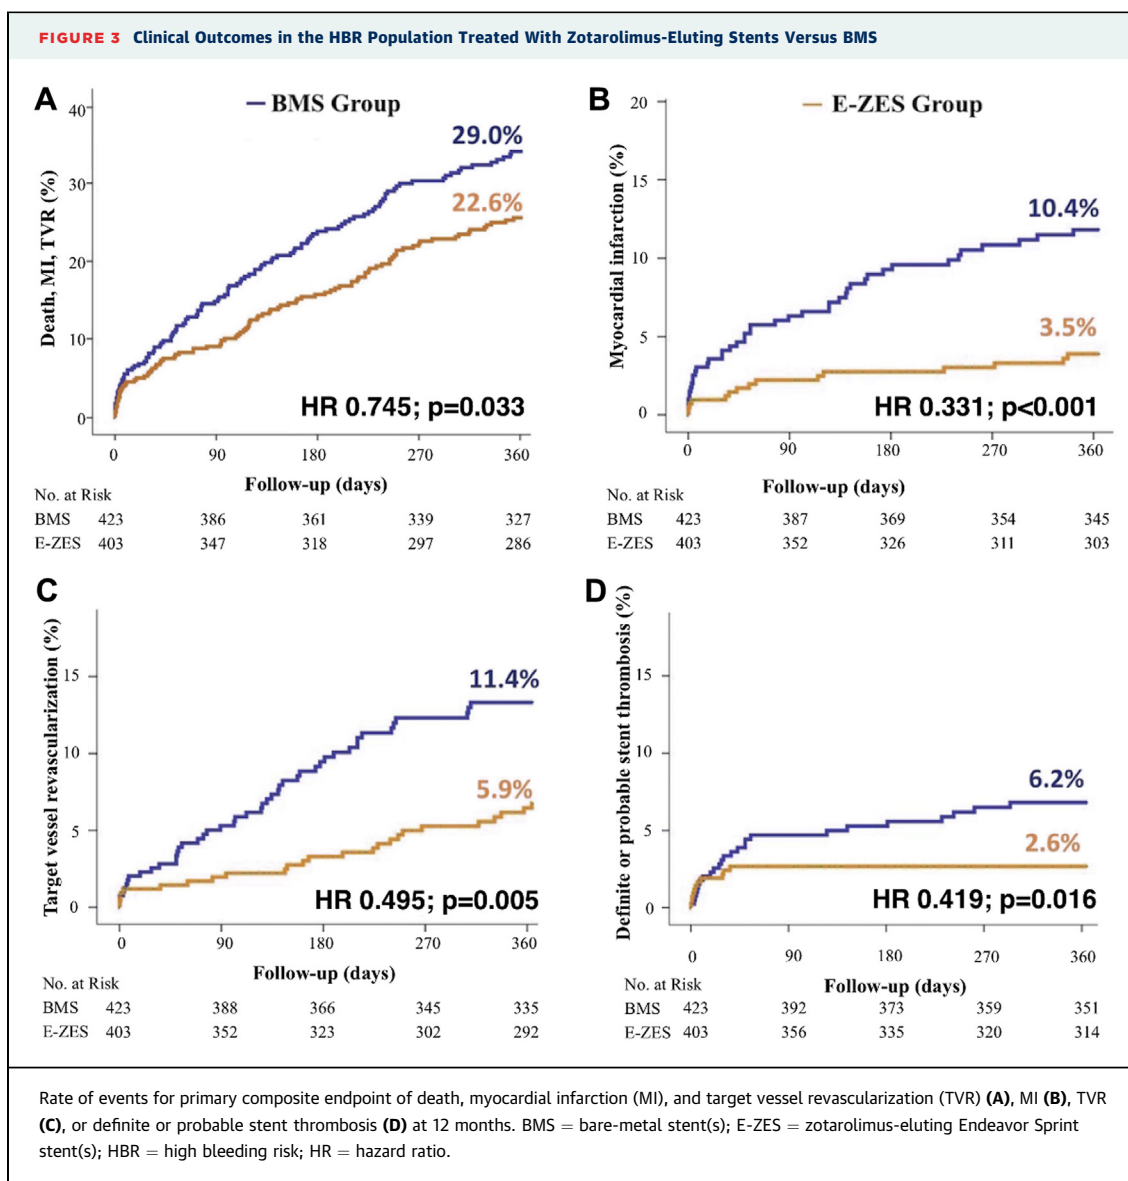 FIGURE 3 Clinical Outcomes in the HBR Population Treated With Zotarolimus-Eluting Stents Versus BMS
A
BMS Group
Death, MI, TVR (%)
40
30
20
10
0
29.0%
22.6%
HR 0.745; p=0.033
0 90 180 270 360
Follow-up (days)
No. at Risk
BMS 423 386 361 339 327
E-ZES 403 347 318 297 286
B
E-ZES Group
Myocardial infarction (%)
20
15
10
5
0
10.4%
3.5%
HR 0.331; p<0.001
0 90 180 270 360
Follow-up (days)
No. at Risk
BMS 423 387 369 354 345
E-ZES 403 352 326 311 303
C
Target vessel revascularization (%)
15
10
5
0
11.4%
5.9%
HR 0.495; p=0.005
0 90 180 270 360
Follow-up (days)
No. at Risk
BMS 423 388 366 345 335
E-ZES 403 352 323 302 292
D
Definite or probable stent thrombosis (%)
15
10
5
0
6.2%
2.6%
HR 0.419; p=0.016
0 90 180 270 360
Follow-up (days)
No. at Risk
BMS 423 392 373 359 351
E-ZES 403 356 335 320 314
Rate of events for primary composite endpoint of death, myocardial infarction (MI), and target vessel revascularization (TVR) (A), MI (B), TVR
(C), or definite or probable stent thrombosis (D) at 12 months. BMS = bare-metal stent(s); E-ZES = zotarolimus-eluting Endeavor Sprint
stent(s); HBR = high bleeding risk; HR = hazard ratio.